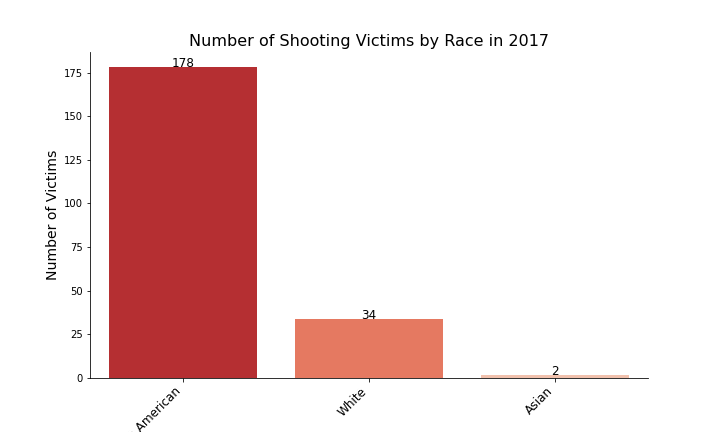 Number of Shooting Victims by Race in 2017
Number of Victims
175
150
125
100
75
50
25
0
178
34
2
American
White
Asian